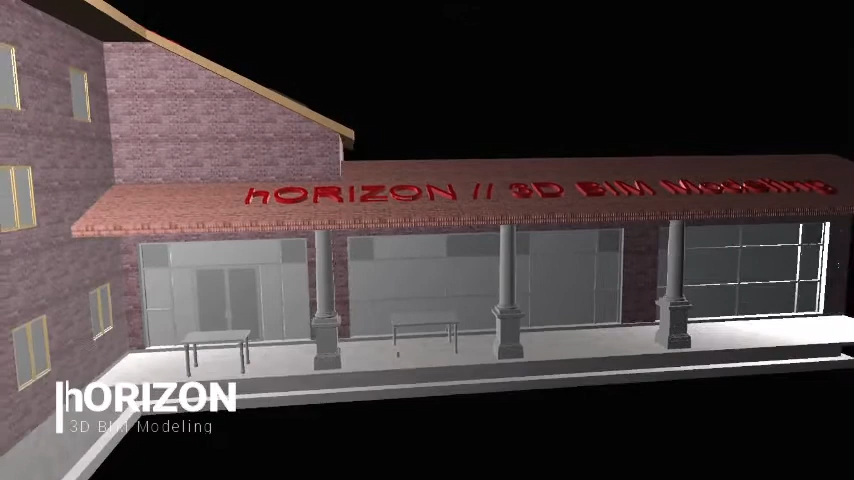 hORIZON // 3D BIM Modeling
hORIZON
3D BIM Modeling